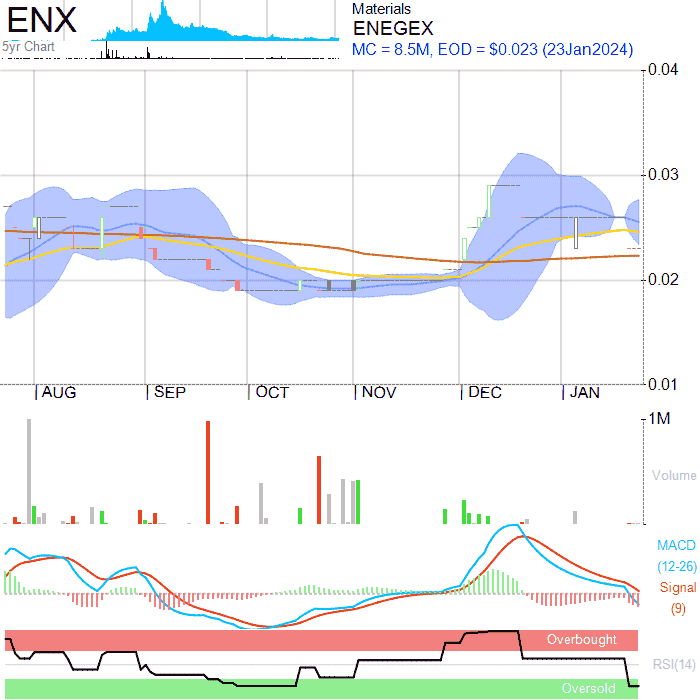 ENX
5yr Chart
Materials
ENEGEX
MC = 8.5M, EOD = $0.023 (23Jan2024)
0.04
0.03
0.02
0.01
AUG SEP OCT NOV DEC JAN
1M
Volume
MACD
(12-26)
Signal
(9)
Overbought
RSI(14)
Oversold